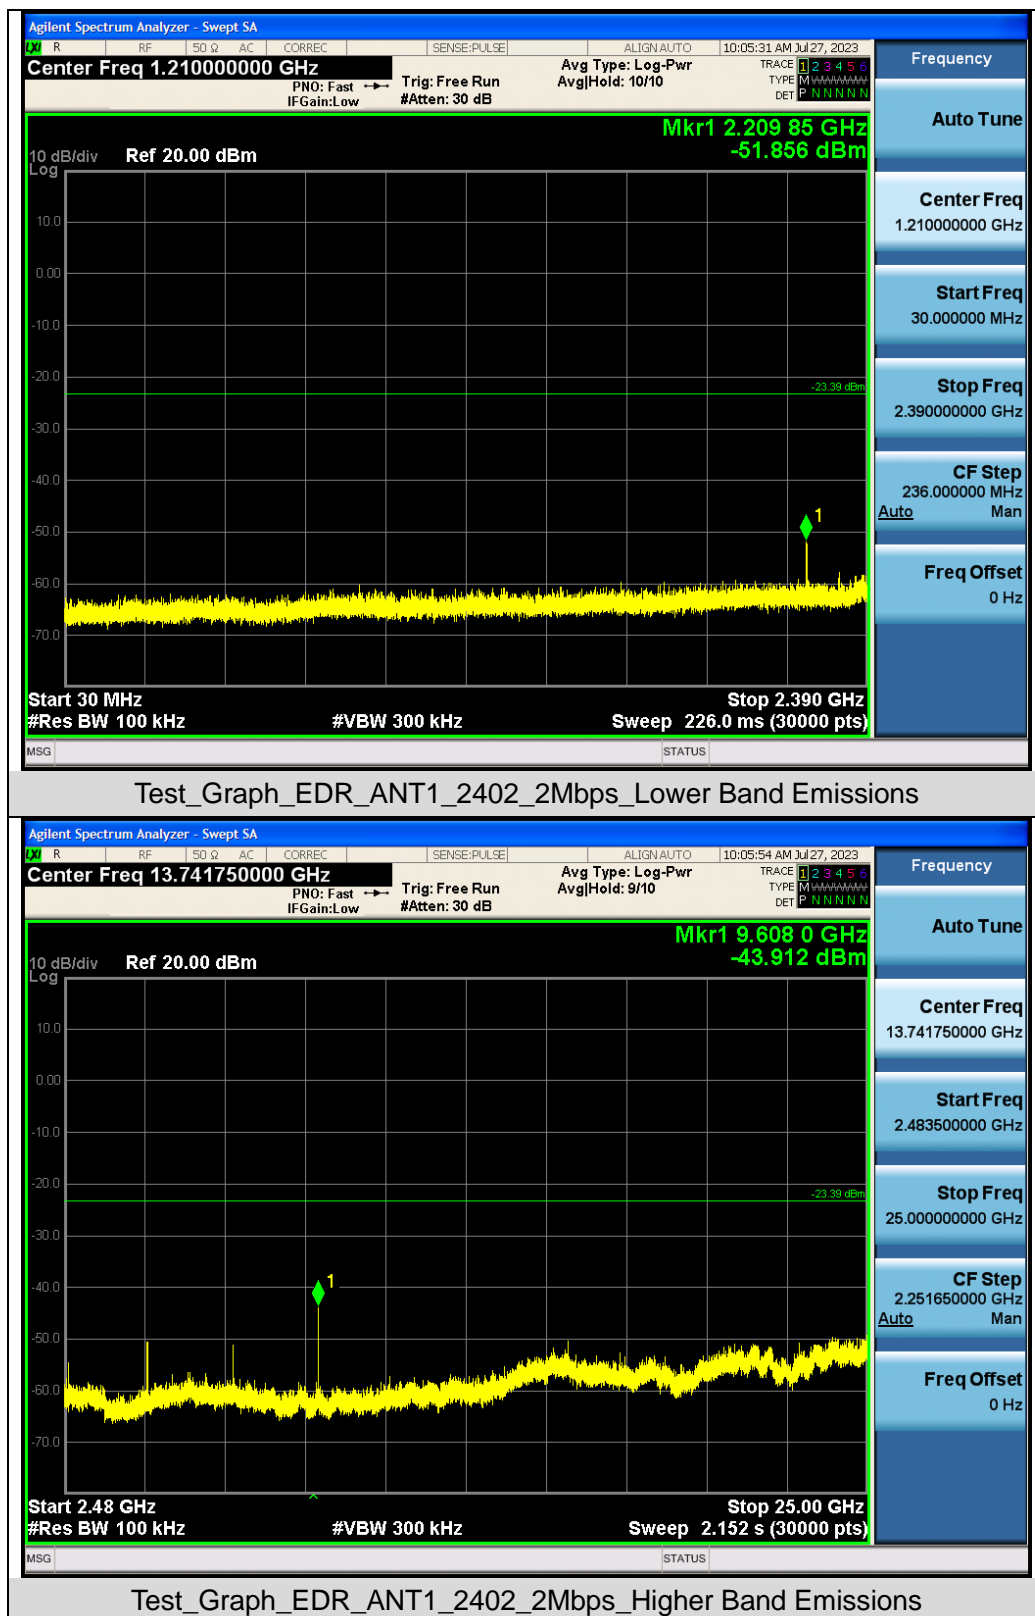 Agilent Spectrum Analyzer - Swept SA
LXI R RF 50 Ω AC CORREC SENSE:PULSE ALIGN AUTO 10:05:31 AM Jul 27, 2023
Center Freq 1.210000000 GHz
PNO: Fast
IFGain:Low
Trig: Free Run
#Atten: 30 dB
Avg Type: Log-Pwr
Avg|Hold: 10/10
TRACE 1 2 3 4 5 6
TYPE M
DET P N N N N N
Frequency
Auto Tune
Center Freq
1.210000000 GHz
Start Freq
30.000000 MHz
Stop Freq
2.390000000 GHz
CF Step
236.000000 MHz
Auto Man
Freq Offset
0 Hz
Mkr1 2.209 85 GHz
-51.856 dBm
10 dB/div Ref 20.00 dBm
Log
10.0
0.00
-10.0
-20.0
-23.39 dBm
-30.0
-40.0
-50.0
1
-60.0
-70.0
Start 30 MHz Stop 2.390 GHz
#Res BW 100 kHz #VBW 300 kHz Sweep 226.0 ms (30000 pts)
MSG STATUS
Test_Graph_EDR_ANT1_2402_2Mbps_Lower Band Emissions
Agilent Spectrum Analyzer - Swept SA
LXI R RF 50 Ω AC CORREC SENSE:PULSE ALIGN AUTO 10:05:54 AM Jul 27, 2023
Center Freq 13.741750000 GHz
PNO: Fast
IFGain:Low
Trig: Free Run
#Atten: 30 dB
Avg Type: Log-Pwr
Avg|Hold: 9/10
TRACE 1 2 3 4 5 6
TYPE M
DET P N N N N N
Frequency
Auto Tune
Center Freq
13.741750000 GHz
Start Freq
2.483500000 GHz
Stop Freq
25.000000000 GHz
CF Step
2.251650000 GHz
Auto Man
Freq Offset
0 Hz
Mkr1 9.608 0 GHz
-43.912 dBm
10 dB/div Ref 20.00 dBm
Log
10.0
0.00
-10.0
-20.0
-23.39 dBm
-30.0
-40.0
1
-50.0
-60.0
-70.0
Start 2.48 GHz Stop 25.00 GHz
#Res BW 100 kHz #VBW 300 kHz Sweep 2.152 s (30000 pts)
MSG STATUS
Test_Graph_EDR_ANT1_2402_2Mbps_Higher Band Emissions